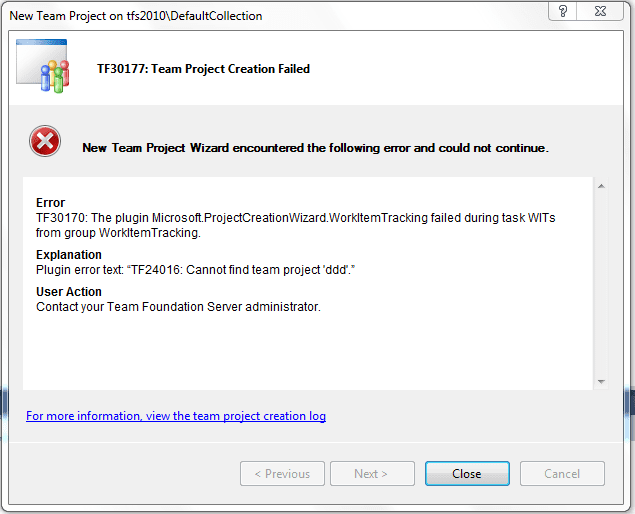 New Team Project on tfs2010\DefaultCollection
TF30177: Team Project Creation Failed
New Team Project Wizard encountered the following error and could not continue.
Error
TF30170: The plugin Microsoft.ProjectCreationWizard.WorkItemTracking failed during task WITs
from group WorkItemTracking.
Explanation
Plugin error text: “TF24016: Cannot find team project 'ddd'.”
User Action
Contact your Team Foundation Server administrator.
For more information, view the team project creation log
< Previous
Next >
Close
Cancel